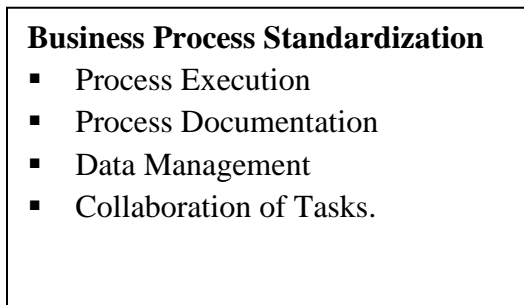 Business Process Standardization
▪ Process Execution
▪ Process Documentation
▪ Data Management
▪ Collaboration of Tasks.